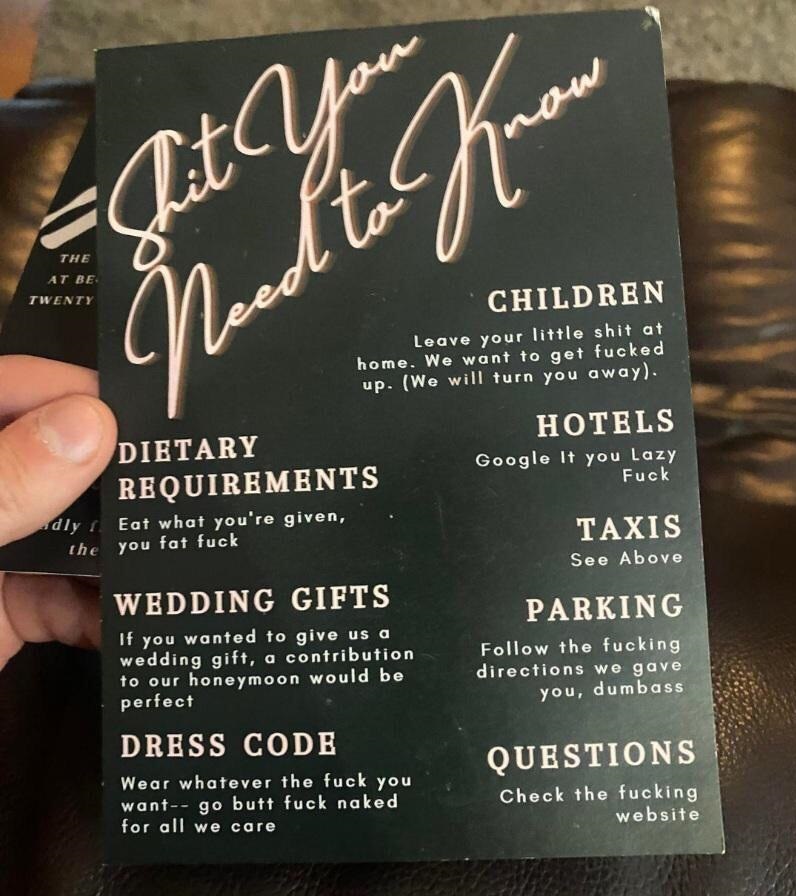 Shit You
Need to Know
CHILDREN
Leave your little shit at
home. We want to get fucked
up. (We will turn you away).
DIETARY
REQUIREMENTS
Eat what you're given,
you fat fuck
HOTELS
Google It you Lazy
Fuck
TAXIS
See Above
WEDDING GIFTS
If you wanted to give us a
wedding gift, a contribution
to our honeymoon would be
perfect
PARKING
Follow the fucking
directions we gave
you, dumbass
DRESS CODE
Wear whatever the fuck you
want-- go butt fuck naked
for all we care
QUESTIONS
Check the fucking
website
THE
AT
TWENTY
the